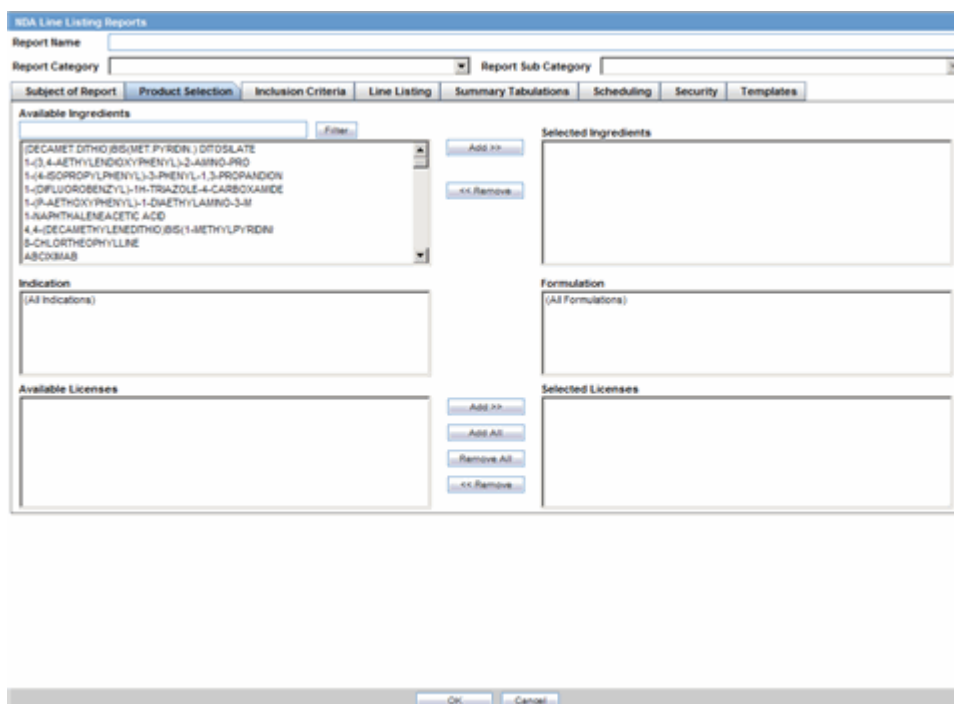 NDA Line Listing Reports
Report Name
Report Category Report Sub Category
Subject of Report Product Selection Inclusion Criteria Line Listing Summary Tabulations Scheduling Security Templates
Available Ingredients
Filter
Selected Ingredients
(DECAMET.DITHIO)BIS(MET.PYRIDIN.) DITOSILATE
1-(3,4-AETHYLENDIOXYPHENYL)-2-AMINO-PRO
1-(4-ISOPROPYLPHENYL)-3-PHENYL-1,3-PROPANDION
1-(DIFLUOROBENZYL)-1H-TRIAZOLE-4-CARBOXAMIDE
1-(P-AETHOXYPHENYL)-1-DIAETHYLAMINO-3-M
1-NAPHTHALENEACETIC ACID
4,4-(DECAMETHYLENEDITHIO)BIS(1-METHYLPYRIDINI
8-CHLORTHEOPHYLLINE
ABCIXIMAB
Add >>
<< Remove
Indication
(All Indications)
Formulation
(All Formulations)
Available Licenses
Selected Licenses
Add >>
Add All
Remove All
<< Remove
OK Cancel